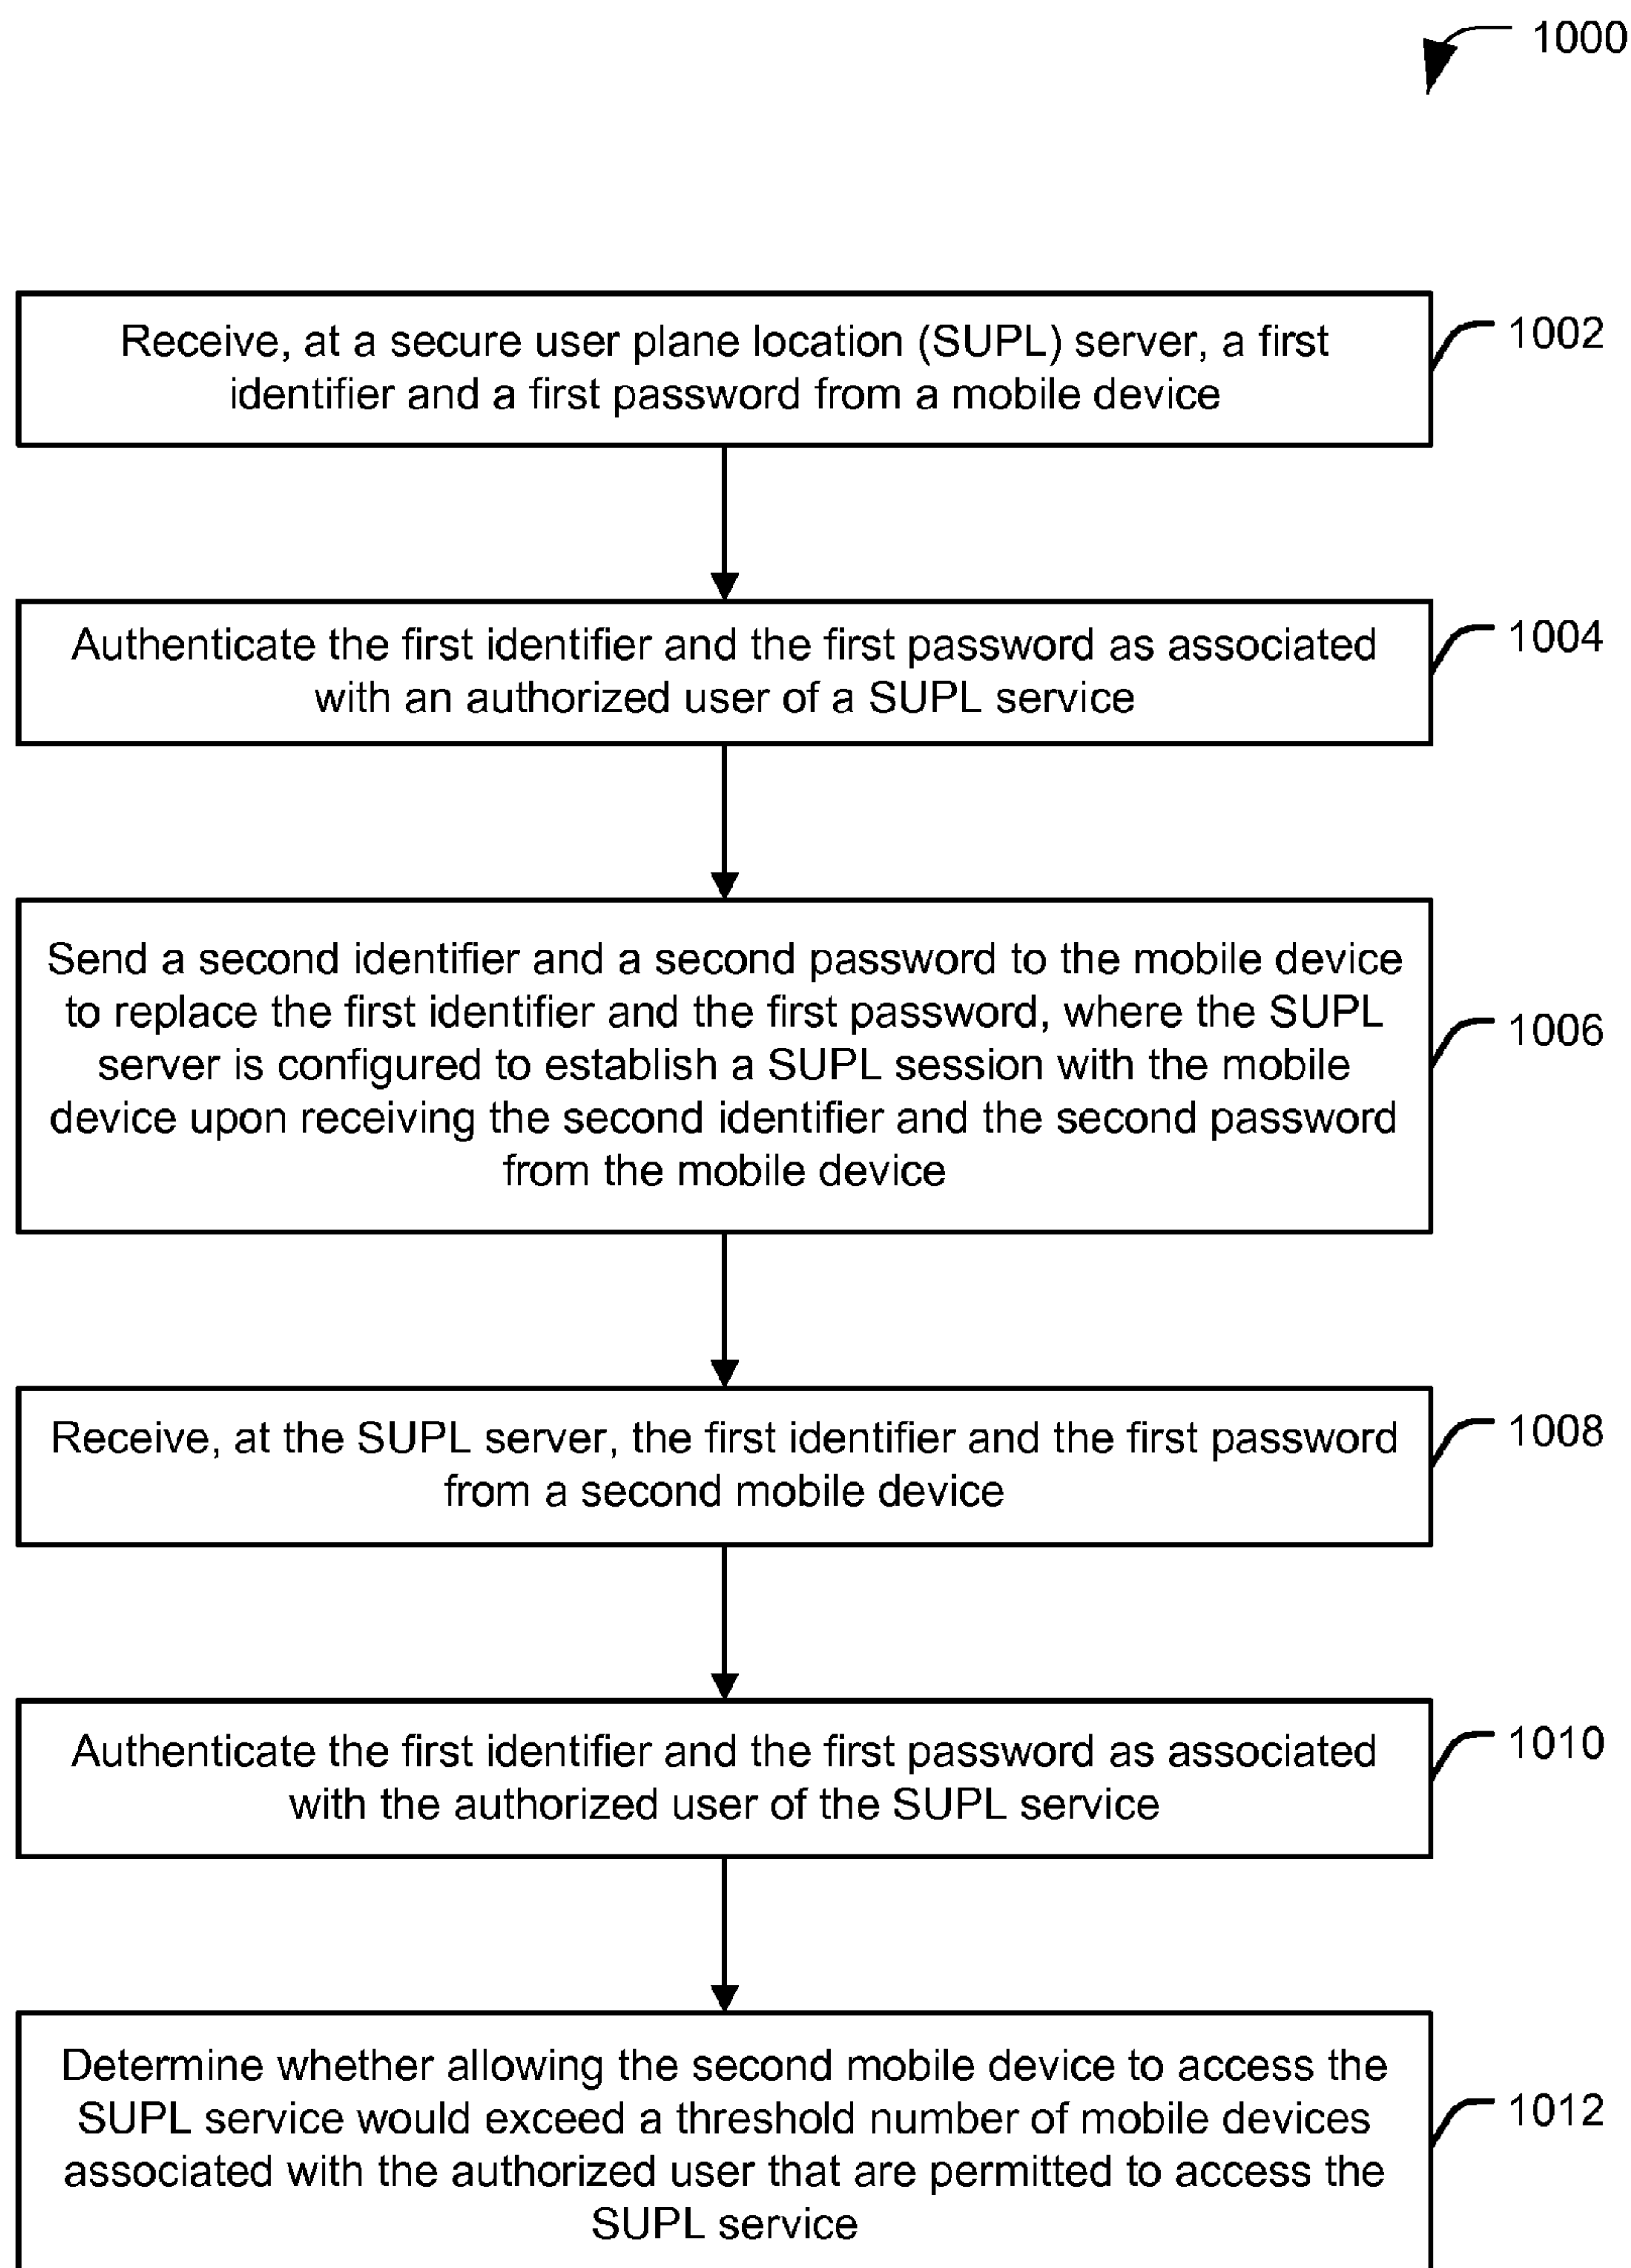 1000
Receive, at a secure user plane location (SUPL) server, a first
identifier and a first password from a mobile device
1002
Authenticate the first identifier and the first password as associated
with an authorized user of a SUPL service
1004
Send a second identifier and a second password to the mobile device
to replace the first identifier and the first password, where the SUPL
server is configured to establish a SUPL session with the mobile
device upon receiving the second identifier and the second password
from the mobile device
1006
Receive, at the SUPL server, the first identifier and the first password
from a second mobile device
1008
Authenticate the first identifier and the first password as associated
with the authorized user of the SUPL service
1010
Determine whether allowing the second mobile device to access the
SUPL service would exceed a threshold number of mobile devices
associated with the authorized user that are permitted to access the
SUPL service
1012